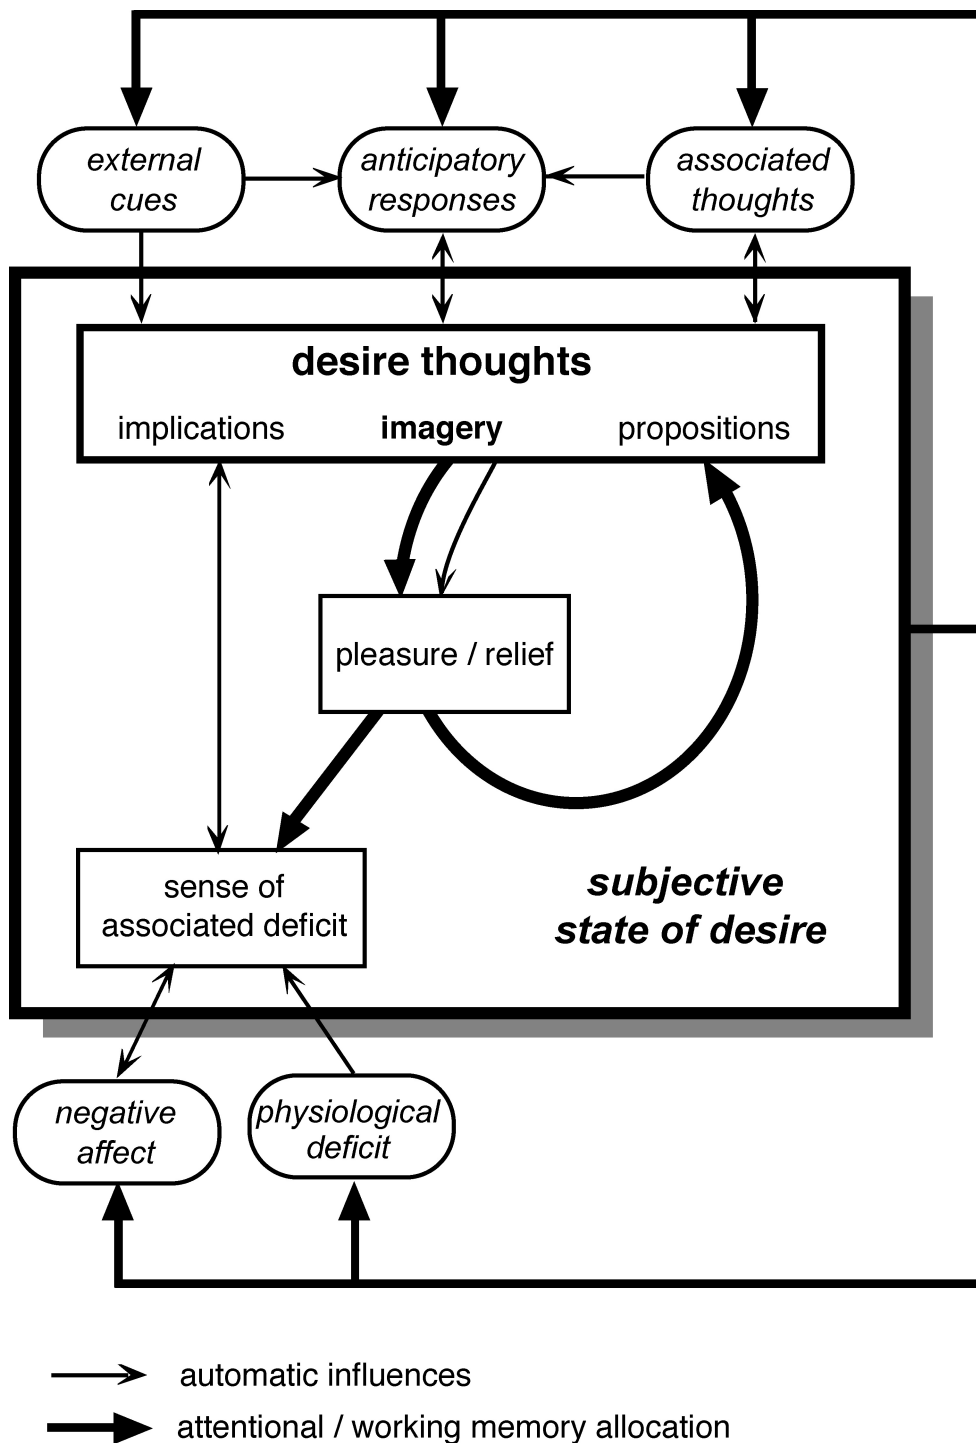 external
cues
anticipatory
responses
associated
thoughts
desire thoughts
implications imagery propositions
pleasure / relief
sense of
associated deficit
subjective
state of desire
negative
affect
physiological
deficit
automatic influences
attentional / working memory allocation